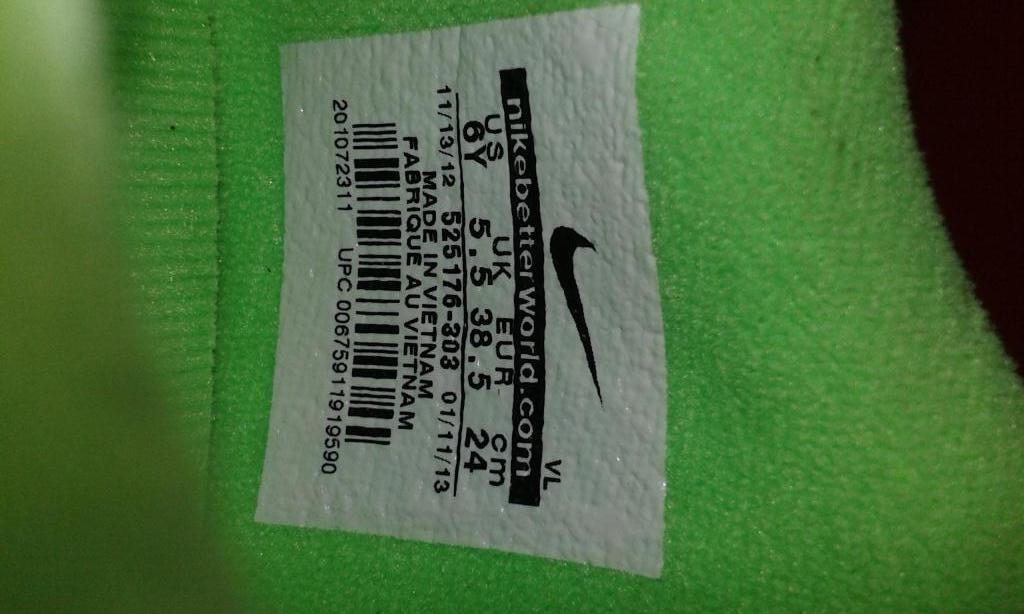 VL
nikebetterworld.com
US UK EUR cm
6Y 5.5 38.5 24
11/13/12 525176-303 01/11/13
MADE IN VIETNAM
FABRIQUE AU VIETNAM
201072311 UPC 00675911919590